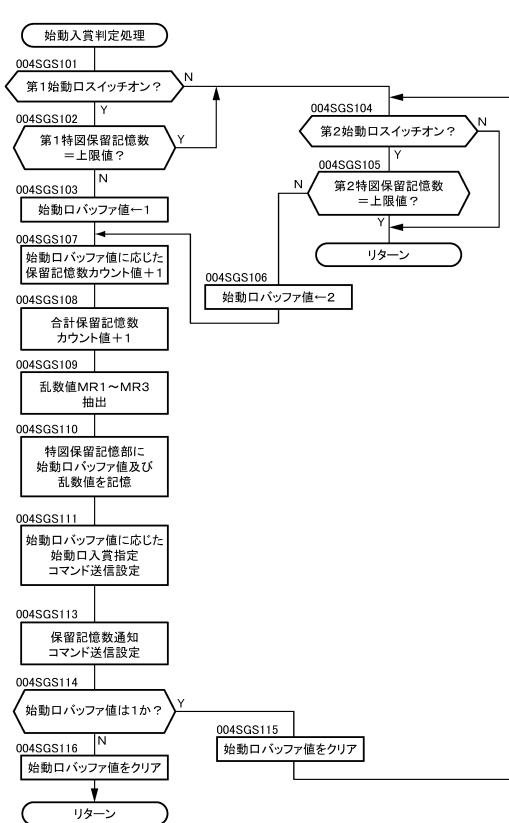 始動入賞判定処理
004SGS101
第1始動口スイッチオン？
N
Y
004SGS102
第1特図保留記憶数
＝上限値？
Y
N
004SGS103
始動口バッファ値←1
004SGS104
第2始動口スイッチオン？
N
Y
004SGS105
第2特図保留記憶数
＝上限値？
N
Y
リターン
004SGS106
始動口バッファ値←2
004SGS107
始動口バッファ値に応じた
保留記憶数カウント値＋1
004SGS108
合計保留記憶数
カウント値＋1
004SGS109
乱数値MR1～MR3
抽出
004SGS110
特図保留記憶部に
始動口バッファ値及び
乱数値を記憶
004SGS111
始動口バッファ値に応じた
始動口入賞指定
コマンド送信設定
004SGS113
保留記憶数通知
コマンド送信設定
004SGS114
始動口バッファ値は1か？
Y
N
004SGS115
始動口バッファ値をクリア
004SGS116
始動口バッファ値をクリア
リターン